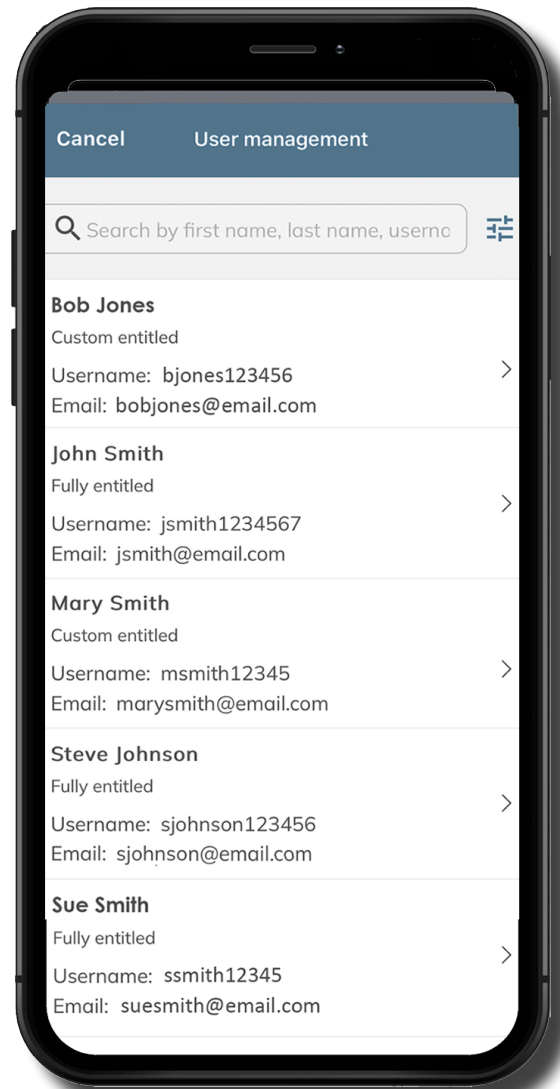 Cancel User management
Search by first name, last name, userna
Bob Jones
Custom entitled
Username: bjones123456
Email: bobjones@email.com
John Smith
Fully entitled
Username: jsmith1234567
Email: jsmith@email.com
Mary Smith
Custom entitled
Username: msmith12345
Email: marysmith@email.com
Steve Johnson
Fully entitled
Username: sjohnson123456
Email: sjohnson@email.com
Sue Smith
Fully entitled
Username: ssmith12345
Email: suesmith@email.com